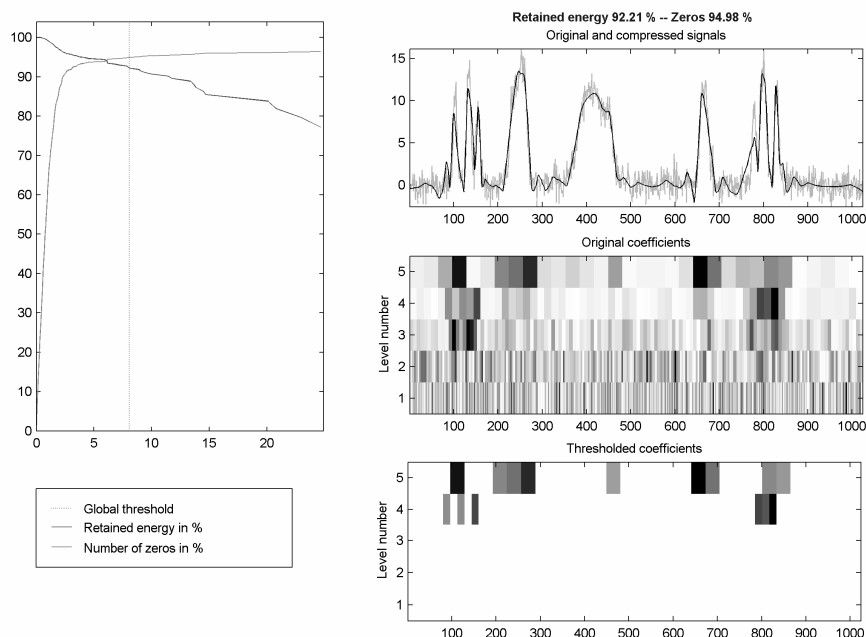 Retained energy 92.21 % -- Zeros 94.98 %
Original and compressed signals
100
90
80
70
60
50
40
30
20
10
0
0 5 10 15 20
Global threshold
Retained energy in %
Number of zeros in %
15
10
5
0
100 200 300 400 500 600 700 800 900 1000
Original coefficients
Level number
5
4
3
2
1
100 200 300 400 500 600 700 800 900 1000
Thresholded coefficients
Level number
5
4
3
2
1
100 200 300 400 500 600 700 800 900 1000